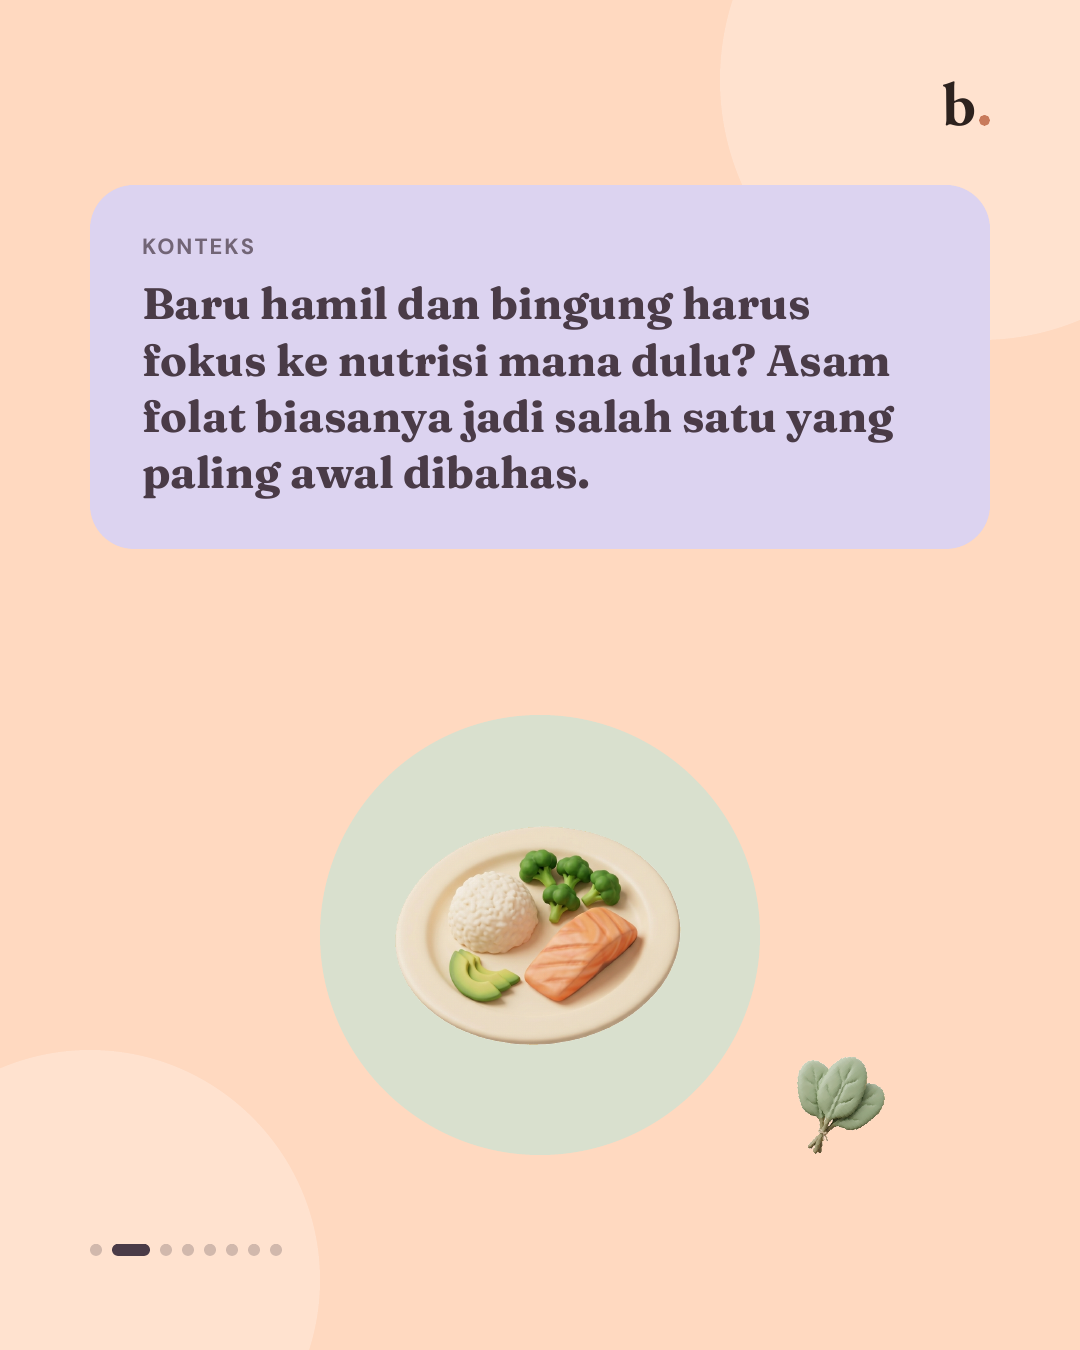 b.
KONTEKS
Baru hamil dan bingung harus
fokus ke nutrisi mana dulu? Asam
folat biasanya jadi salah satu yang
paling awal dibahas.